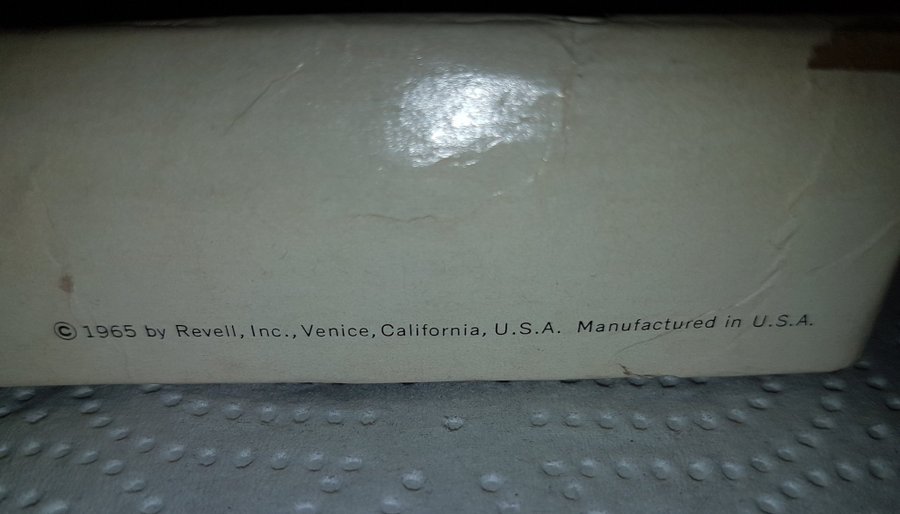 © 1965 by Revell, Inc., Venice, California, U.S.A. Manufactured in U.S.A.